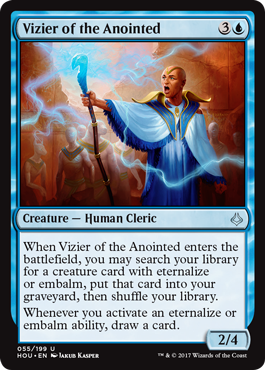 Vizier of the Anointed 3
Creature — Human Cleric
When Vizier of the Anointed enters the
battlefield, you may search your library
for a creature card with eternalize
or embalm, put that card into your
graveyard, then shuffle your library.
Whenever you activate an eternalize or
embalm ability, draw a card.
2/4
055/199 U
HOU • EN Jakub Kasper
™ & © 2017 Wizards of the Coast